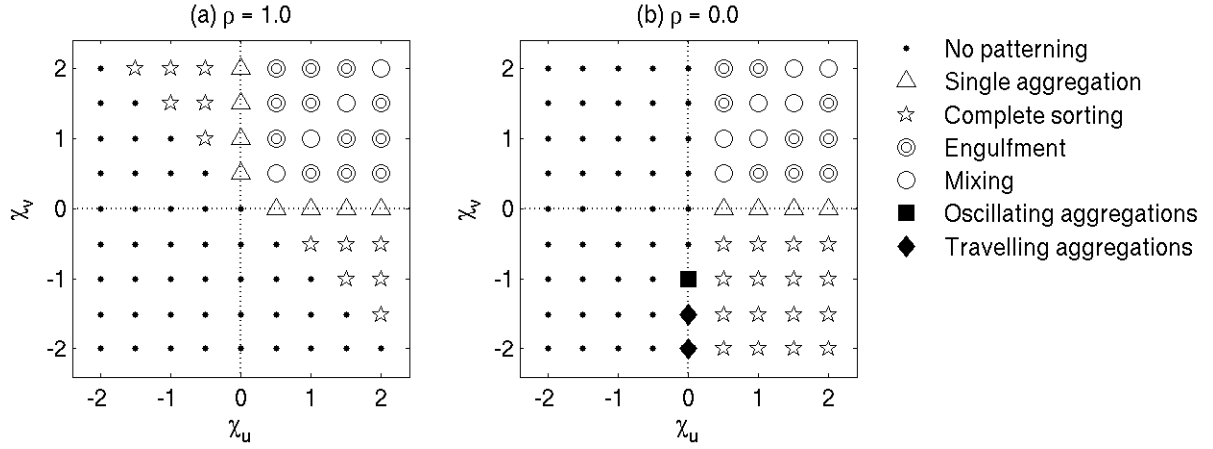 (a) ρ = 1.0
(b) ρ = 0.0
2
1
0
-1
-2
χv
-2 -1 0 1 2
χu
2
1
0
-1
-2
χv
-2 -1 0 1 2
χu
No patterning
Single aggregation
Complete sorting
Engulfment
Mixing
Oscillating aggregations
Travelling aggregations